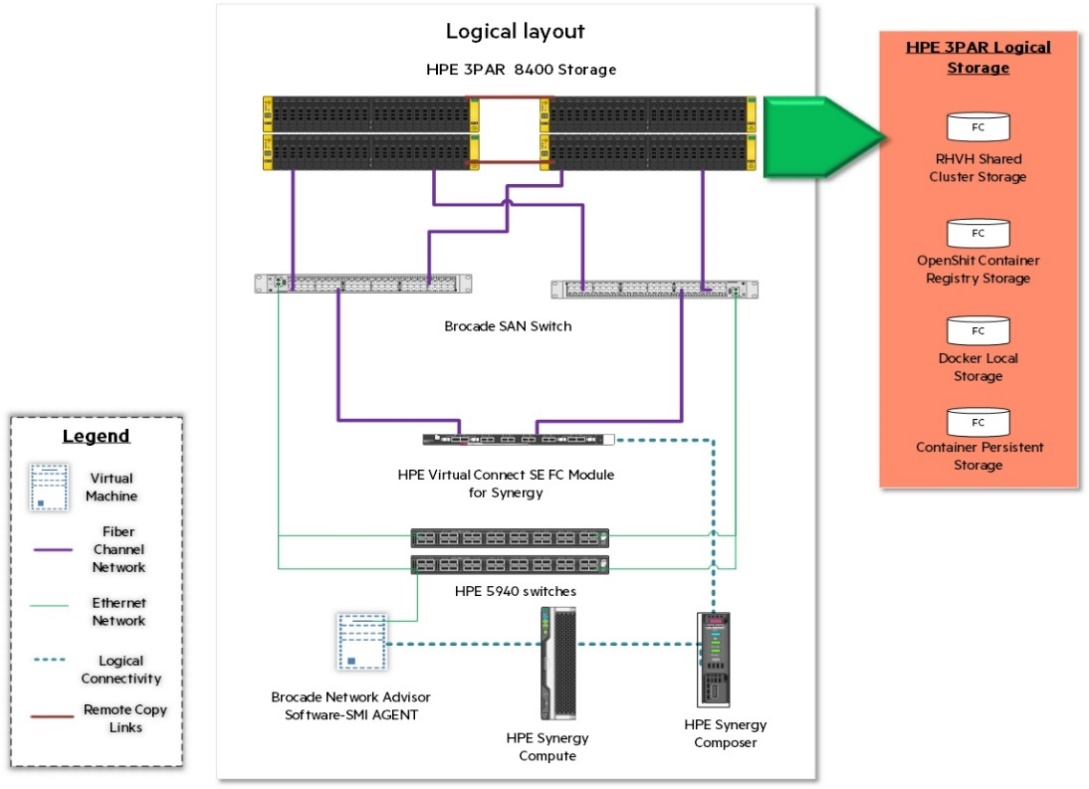 Logical layout
HPE 3PAR 8400 Storage
Brocade SAN Switch
HPE Virtual Connect SE FC Module
for Synergy
HPE 5940 switches
Brocade Network Advisor
Software-SMI AGENT
HPE Synergy
Compute
HPE Synergy
Composer
HPE 3PAR Logical
Storage
FC
RHVH Shared
Cluster Storage
FC
OpenShit Container
Registry Storage
FC
Docker Local
Storage
FC
Container Persistent
Storage
Legend
Virtual
Machine
Fiber
Channel
Network
Ethernet
Network
Logical
Connectivity
Remote Copy
Links